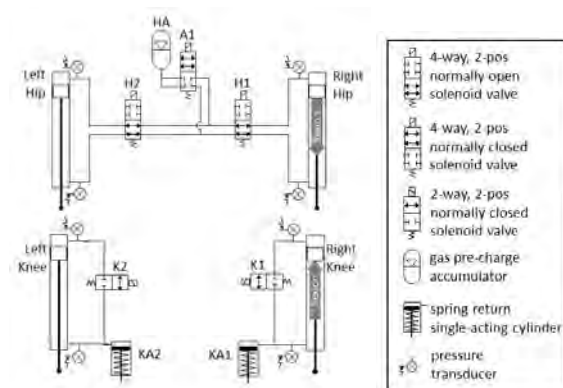 HA
A1
Left
Hip
H2
H1
Right
Hip
Left
Knee
K2
K1
Right
Knee
KA2
KA1
4-way, 2-pos
normally open
solenoid valve
4-way, 2-pos
normally closed
solenoid valve
2-way, 2-pos
normally closed
solenoid valve
gas pre-charge
accumulator
spring return
single-acting cylinder
pressure
transducer